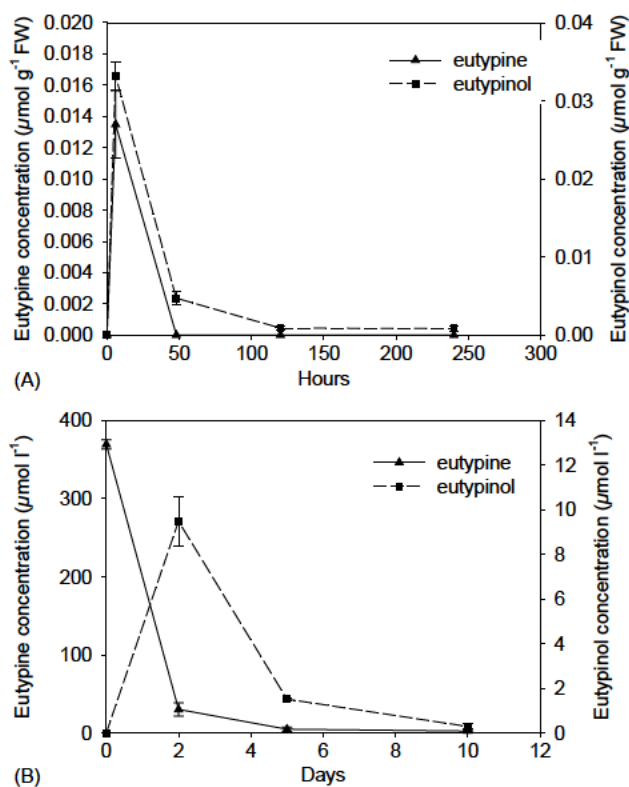 Eutypine concentration (µmol g⁻¹ FW)
0.020
0.018
0.016
0.014
0.012
0.010
0.008
0.006
0.004
0.002
0.000
eutypine
eutypinol
0.04
0.03
0.02
0.01
0.00
Eutypinol concentration (µmol g⁻¹ FW)
0 50 100 150 200 250 300
Hours
(A)
Eutypine concentration (µmol l⁻¹)
400
300
200
100
0
eutypine
eutypinol
14
12
10
8
6
4
2
0
Eutypinol concentration (µmol l⁻¹)
0 2 4 6 8 10 12
Days
(B)